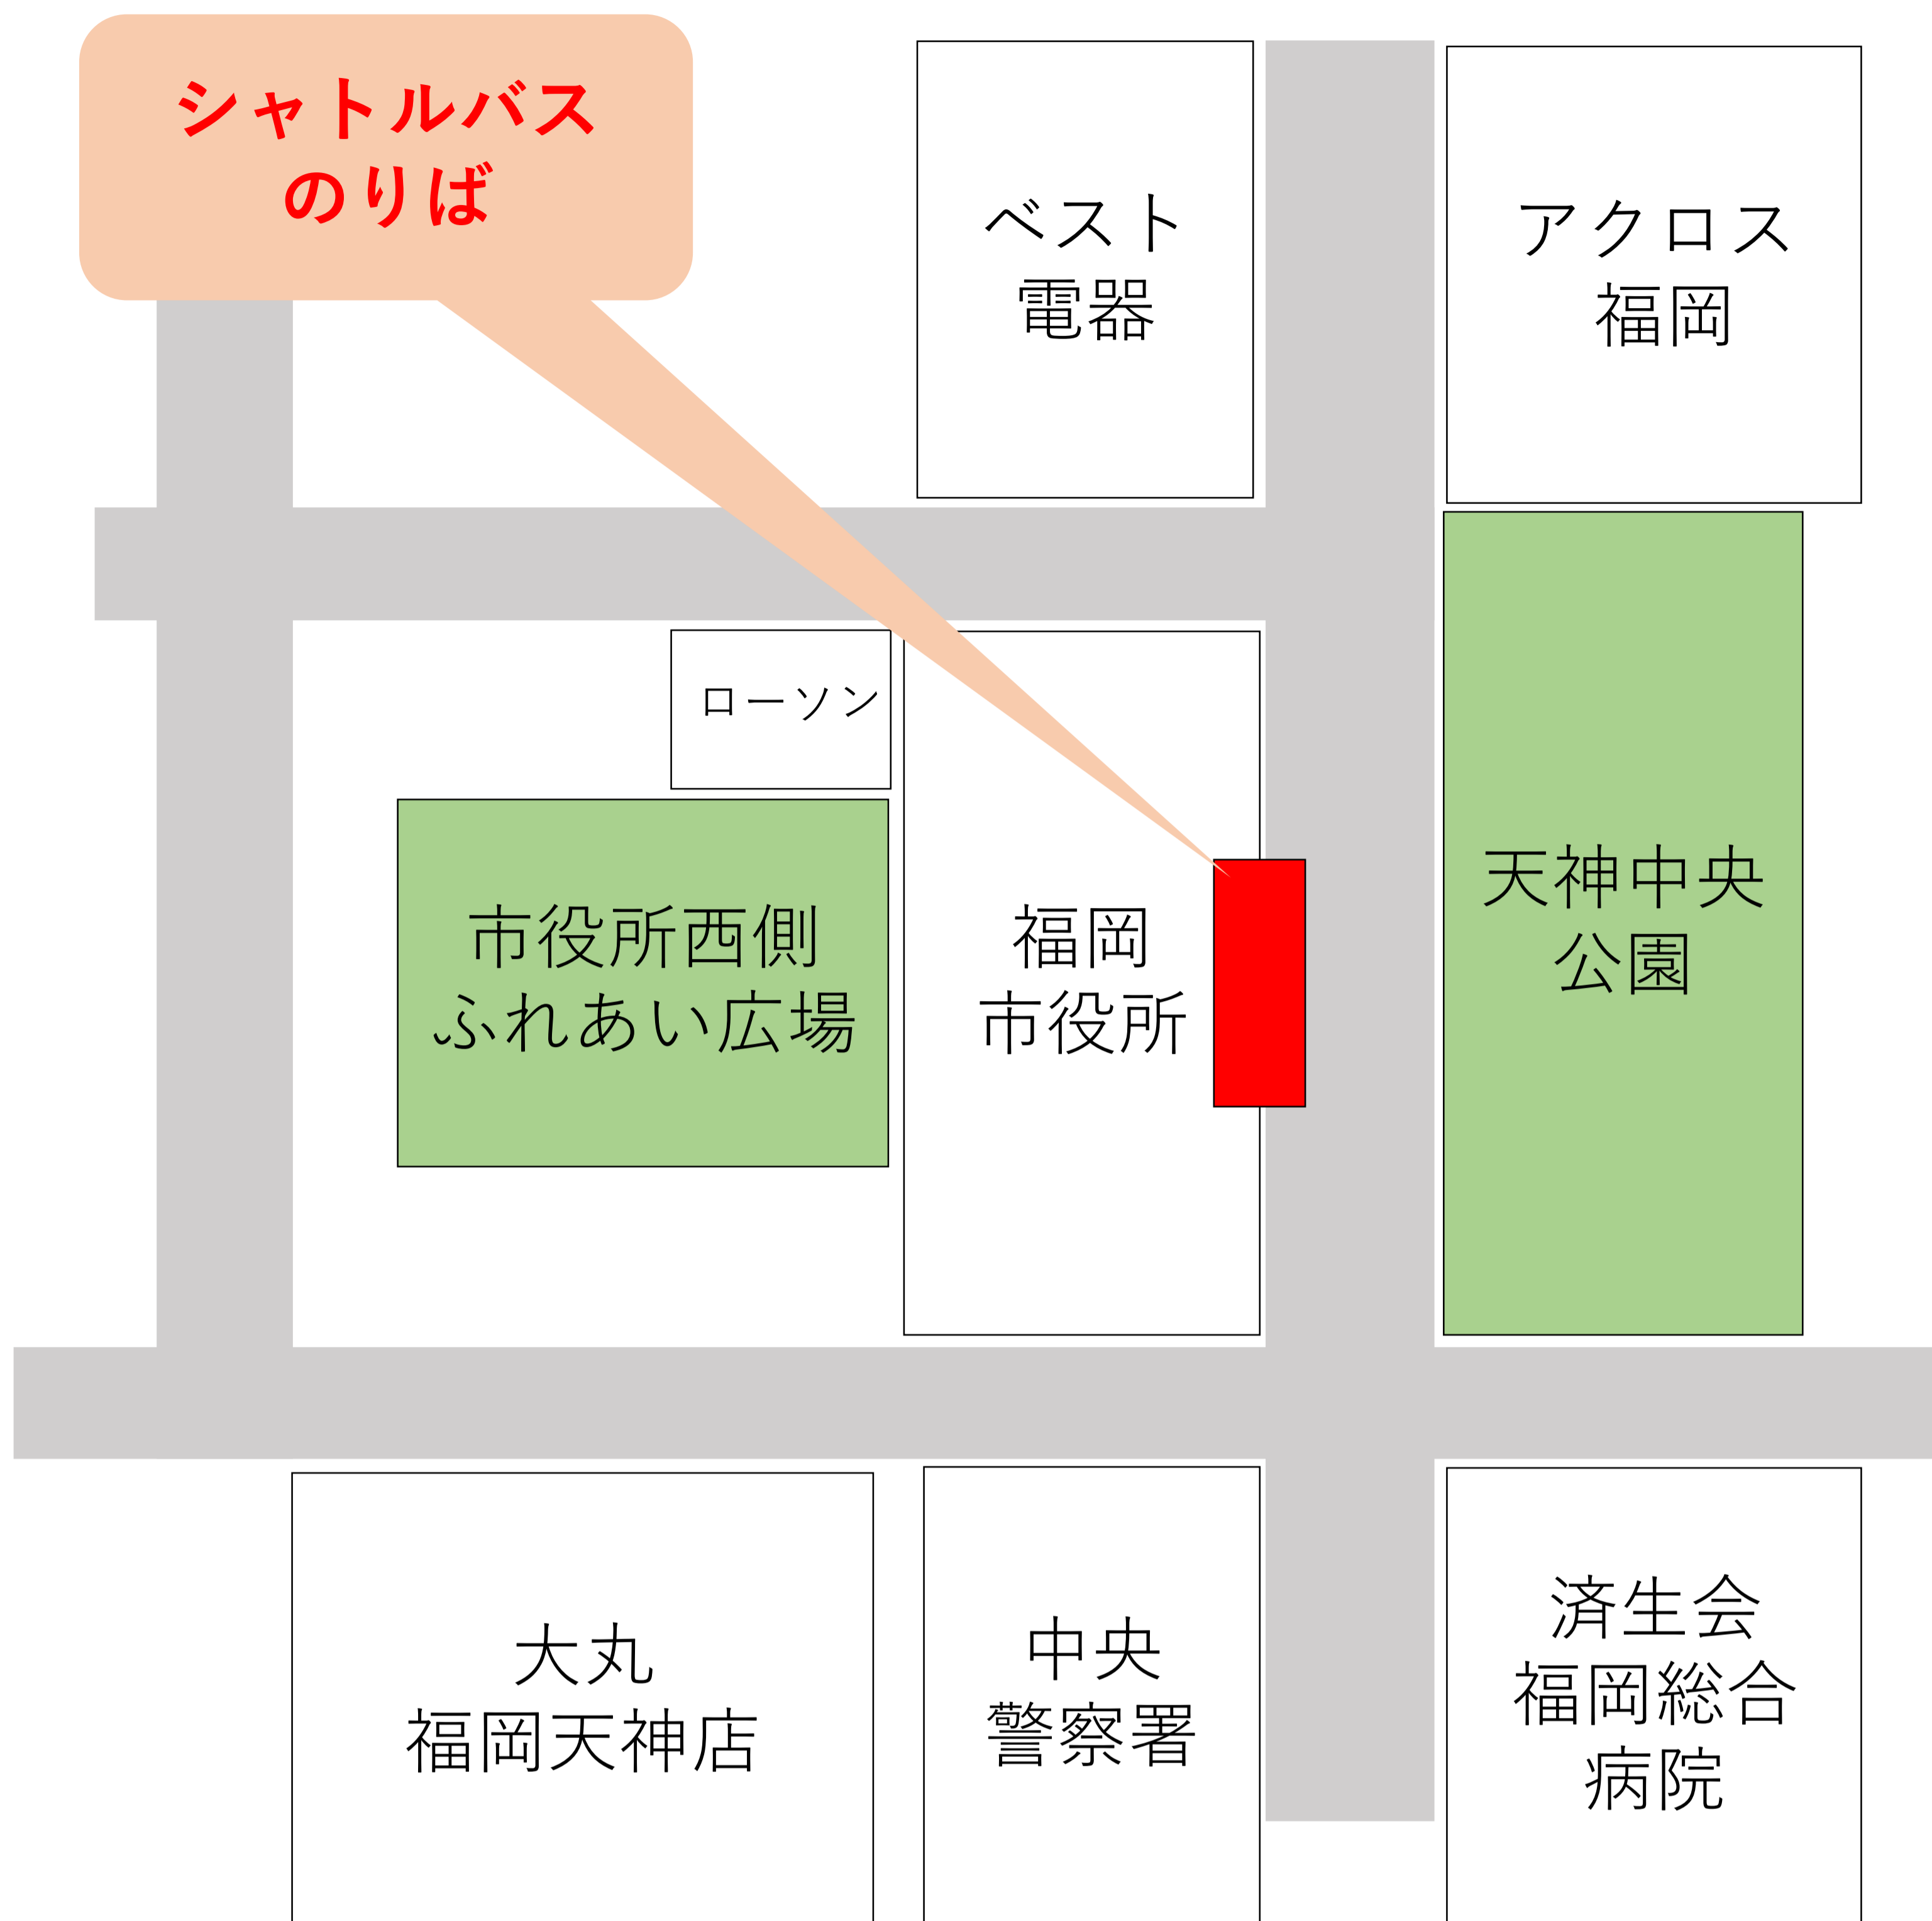 シャトルバス
のりば
ベスト
電器
アクロス
福岡
ローソン
市役所西側
ふれあい広場
福岡
市役所
天神中央
公園
大丸
福岡天神店
中央
警察署
済生会
福岡総合
病院